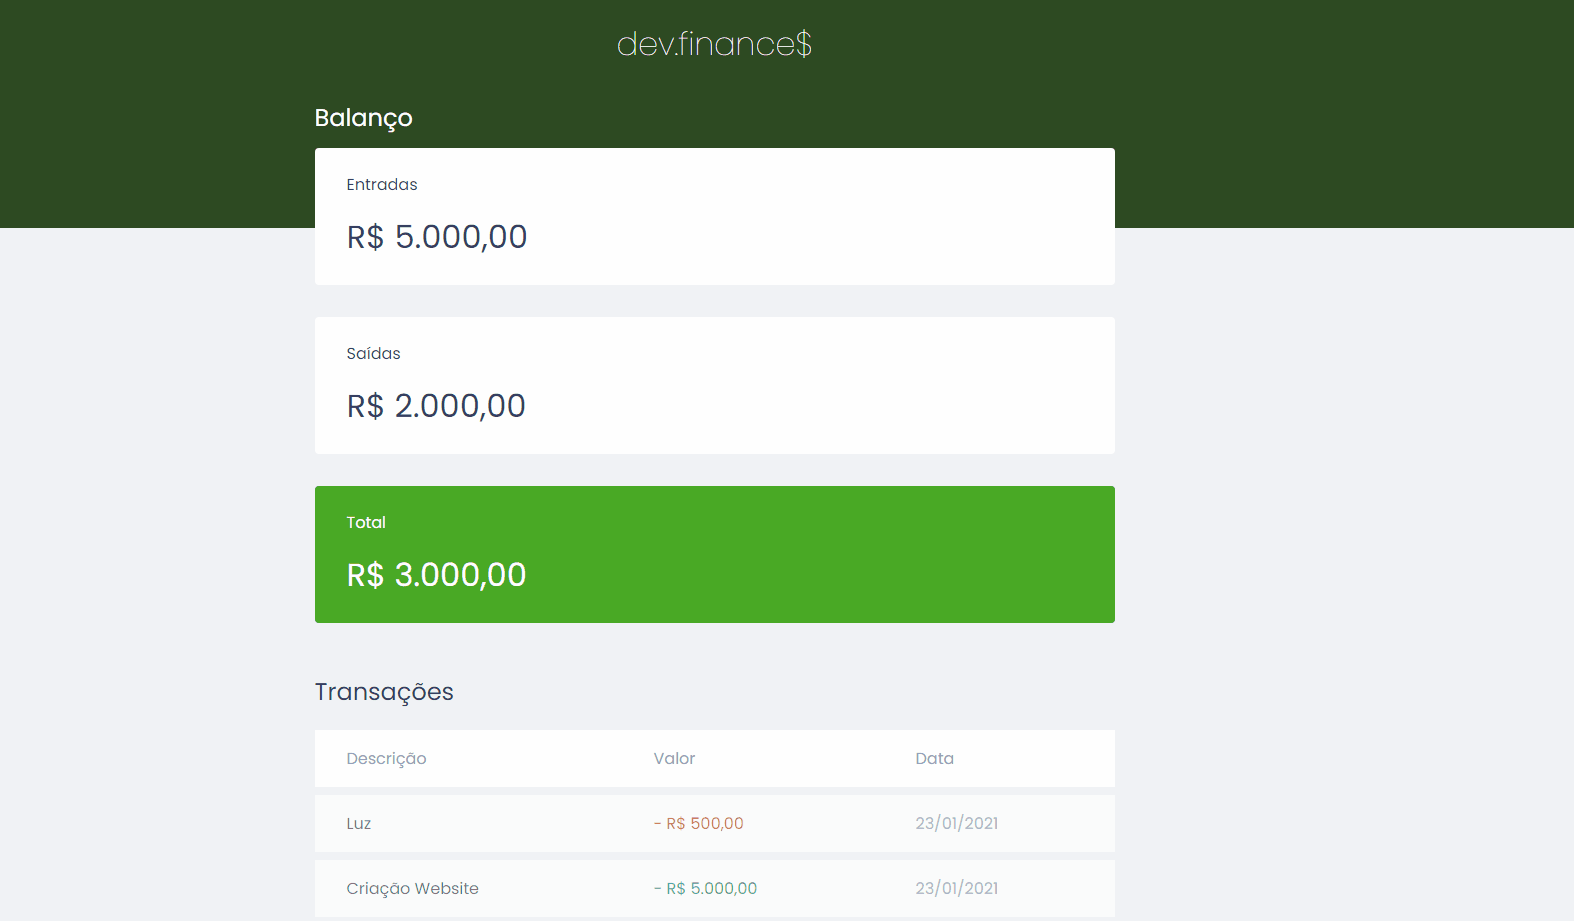 dev.finance$
Balanço
Entradas
R$ 5.000,00
Saídas
R$ 2.000,00
Total
R$ 3.000,00
Transações
Descrição Valor Data
Luz - R$ 500,00 23/01/2021
Criação Website - R$ 5.000,00 23/01/2021